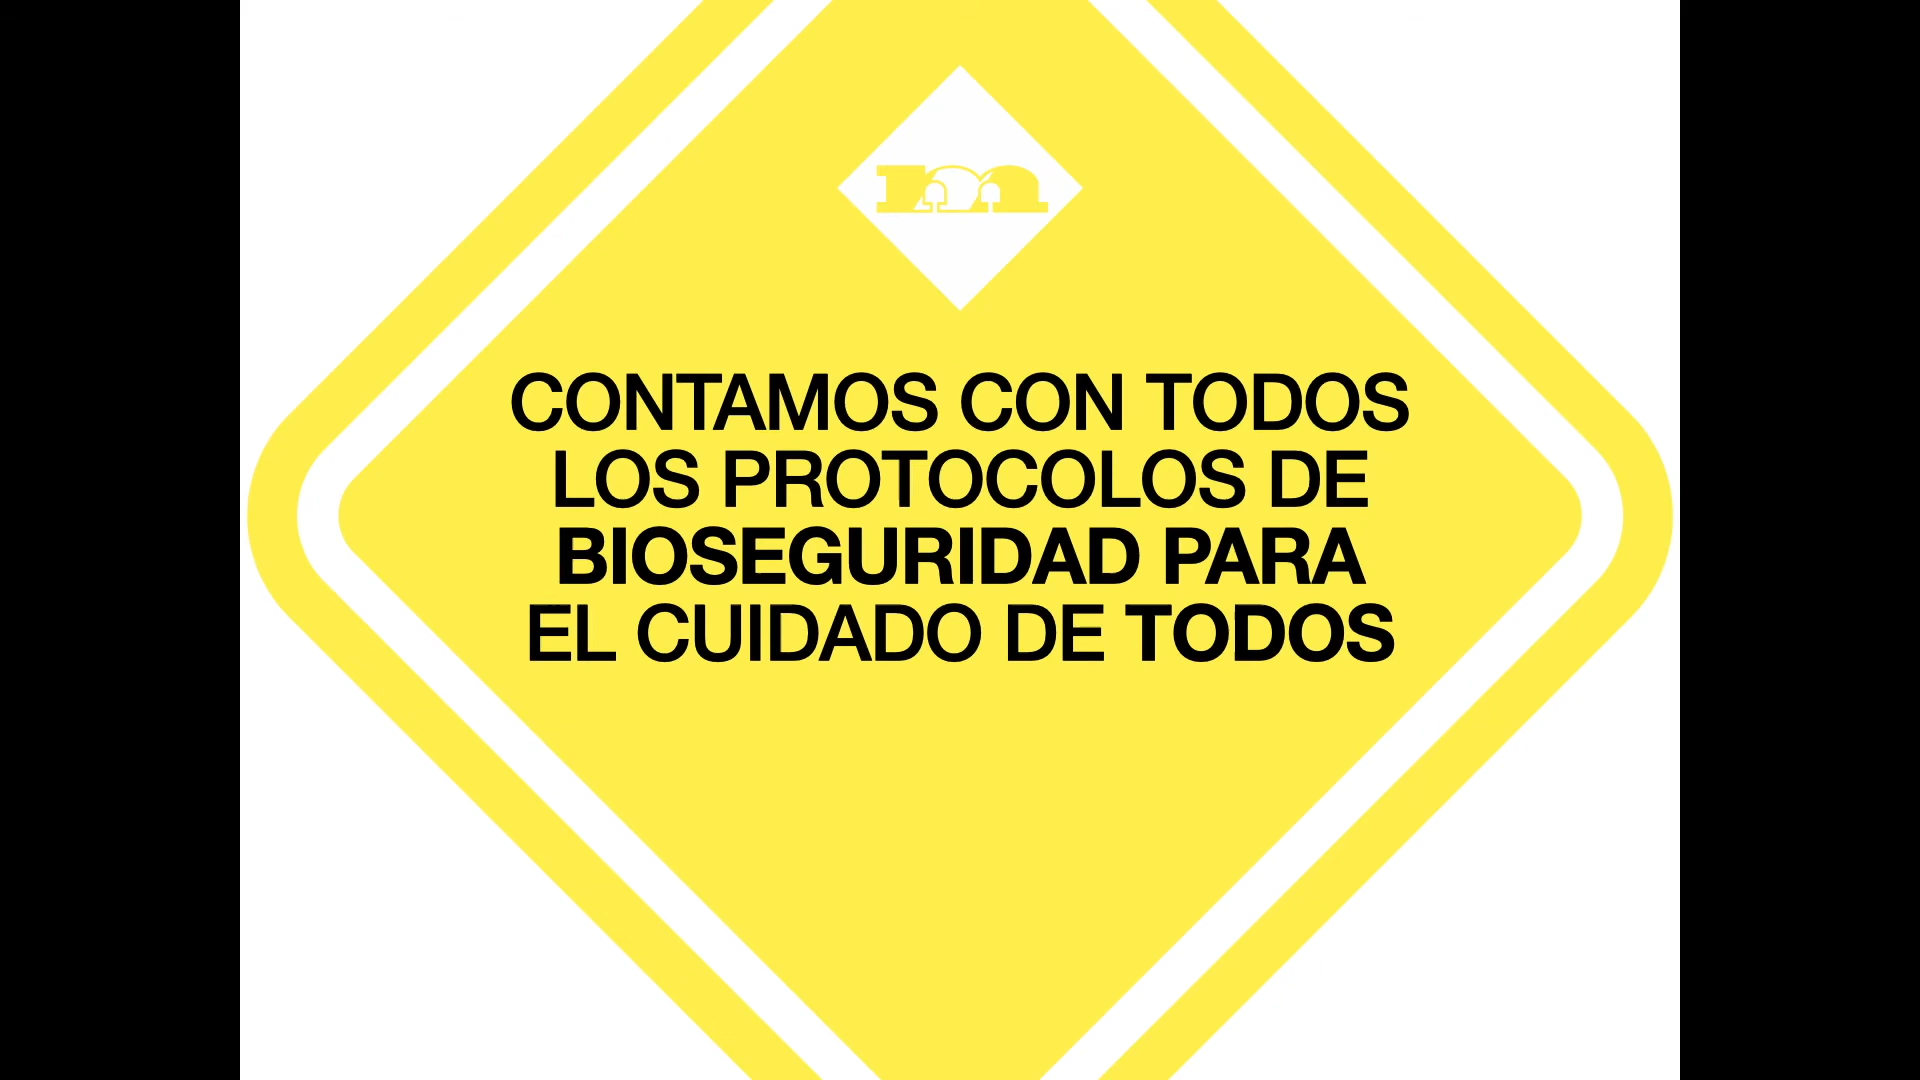 m
CONTAMOS CON TODOS
LOS PROTOCOLOS DE
BIOSEGURIDAD PARA
EL CUIDADO DE TODOS